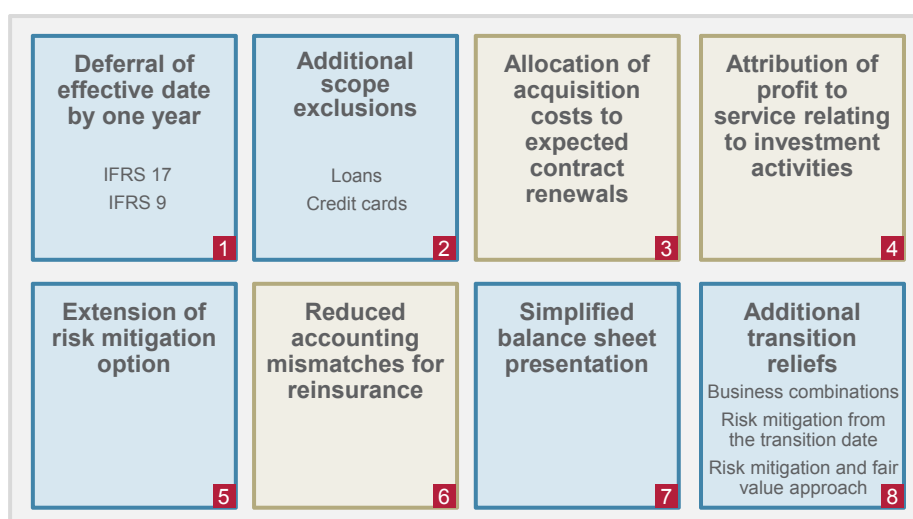 Deferral of
effective date
by one year
IFRS 17
IFRS 9
1
Additional
scope
exclusions
Loans
Credit cards
2
Allocation of
acquisition
costs to
expected
contract
renewals
3
Attribution of
profit to
service relating
to investment
activities
4
Extension of
risk mitigation
option
5
Reduced
accounting
mismatches for
reinsurance
6
Simplified
balance sheet
presentation
7
Additional
transition
reliefs
Business combinations
Risk mitigation from
the transition date
Risk mitigation and fair
value approach
8